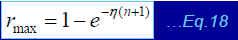 r_max = 1 − e^{−η(n+1)} ...Eq.18